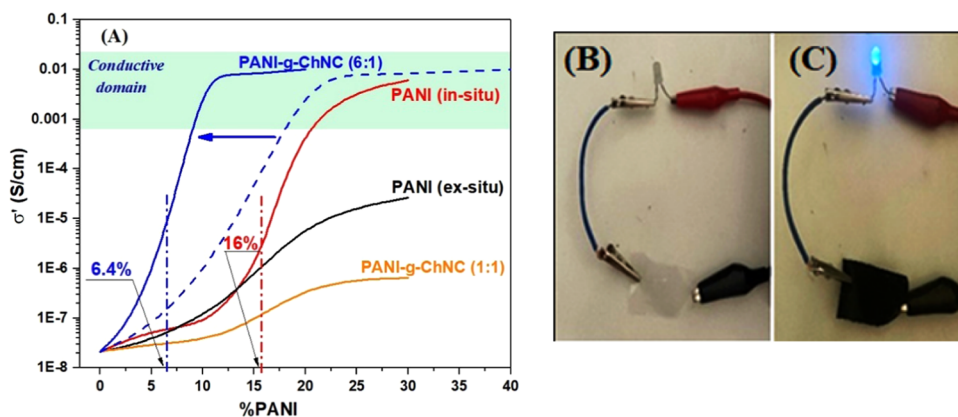 (A)
0.1
0.01
0.001
1E-4
1E-5
1E-6
1E-7
1E-8
σ' (S/cm)
Conductive
domain
PANI-g-ChNC (6:1)
PANI (in-situ)
PANI (ex-situ)
PANI-g-ChNC (1:1)
6.4%
16%
0
5
10
15
20
25
30
35
40
%PANI
(B)
(C)